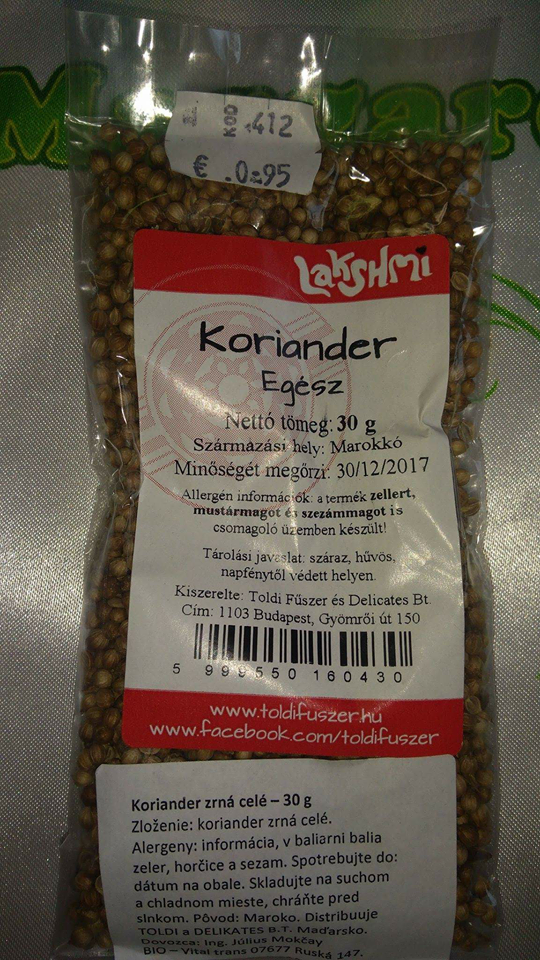 KOD .412
€ .0=95
LAKSHMI
Koriander
Egész
Nettó tömeg: 30 g
Származási hely: Marokkó
Minőségét megőrzi: 30/12/2017
Allergén információk: a termék zellert,
mustármagot és szezámmagot is
csomagoló üzemben készült!
Tárolási javaslat: száraz, hűvös,
napfénytől védett helyen.
Kiszerelte: Toldi Fűszer és Delicates Bt.
Cím: 1103 Budapest, Gyömrői út 150
5 999550 160430
www.toldifuszer.hu
www.facebook.com/toldifuszer
Koriander zrná celé – 30 g
Zloženie: koriander zrná celé.
Alergeny: informácia, v baliarni balia
zeler, horčice a sezam. Spotrebujte do:
dátum na obale. Skladujte na suchom
a chladnom mieste, chráňte pred
slnkom. Pôvod: Maroko. Distribuuje
TOLDI a DELIKATES B.T. Maďarsko.
Dovozca: Ing. Július Mokčay
BIO – Vital trans 07677 Ruská 147.